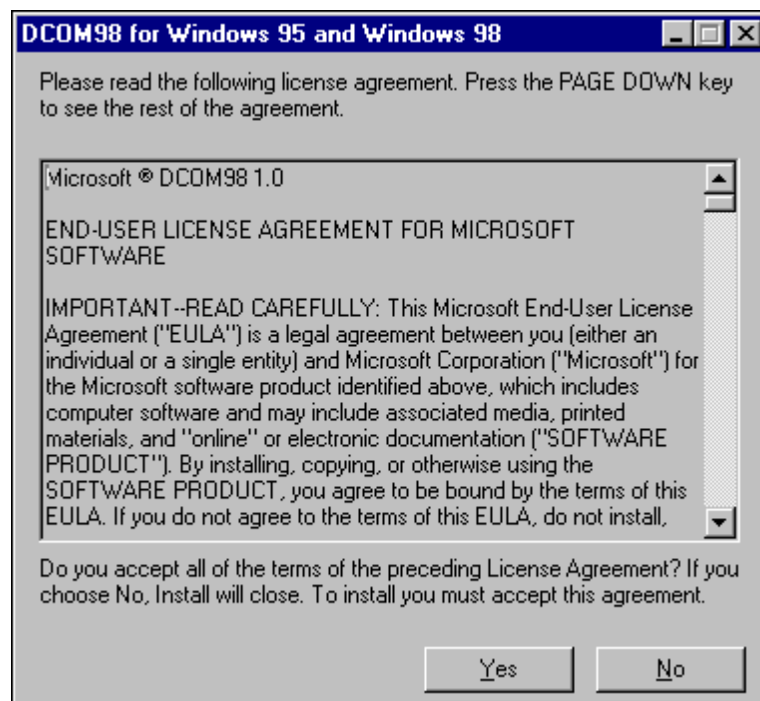 DCOM98 for Windows 95 and Windows 98
Please read the following license agreement. Press the PAGE DOWN key
to see the rest of the agreement.
Microsoft ® DCOM98 1.0
END-USER LICENSE AGREEMENT FOR MICROSOFT
SOFTWARE
IMPORTANT--READ CAREFULLY: This Microsoft End-User License
Agreement ("EULA") is a legal agreement between you (either an
individual or a single entity) and Microsoft Corporation ("Microsoft") for
the Microsoft software product identified above, which includes
computer software and may include associated media, printed
materials, and "online" or electronic documentation ("SOFTWARE
PRODUCT"). By installing, copying, or otherwise using the
SOFTWARE PRODUCT, you agree to be bound by the terms of this
EULA. If you do not agree to the terms of this EULA, do not install,
Do you accept all of the terms of the preceding License Agreement? If you
choose No, Install will close. To install you must accept this agreement.
Yes
No